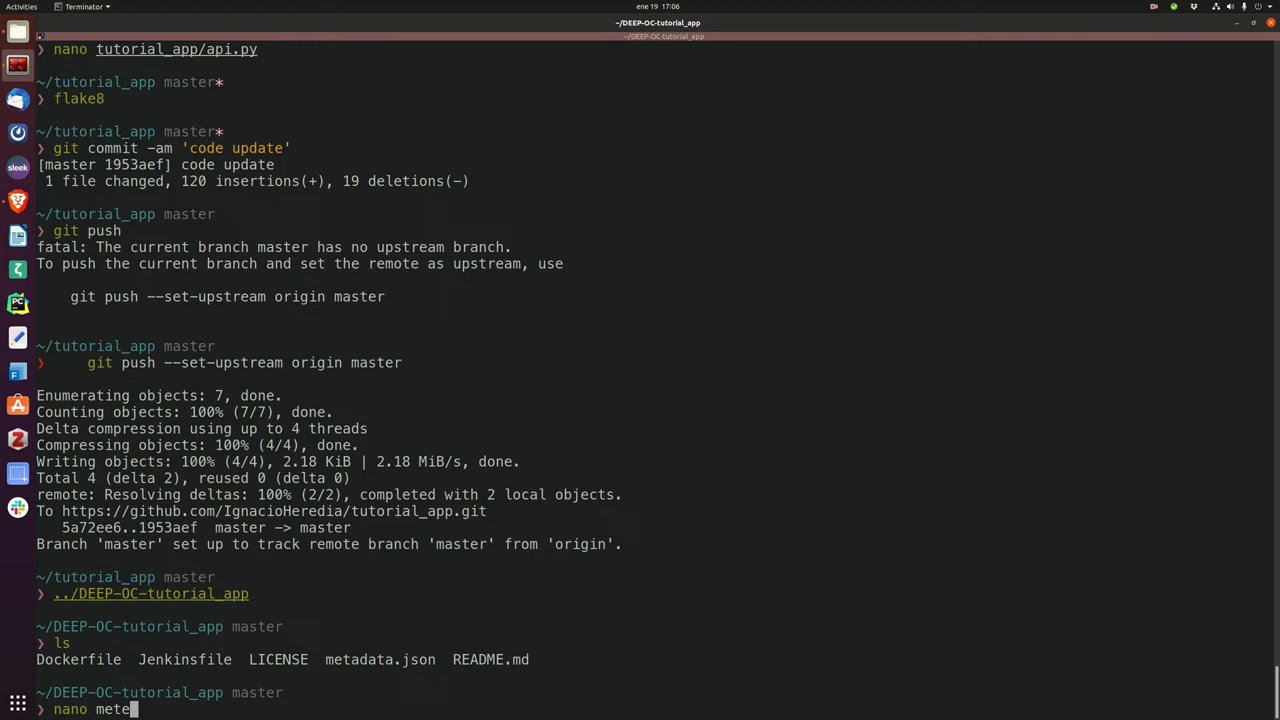 Activities
Terminator
ene 19 17:06
~/DEEP-OC-tutorial_app
~/DEEP-OC-tutorial_app
❯ nano tutorial_app/api.py
~/tutorial_app master*
❯ flake8
~/tutorial_app master*
❯ git commit -am 'code update'
[master 1953aef] code update
1 file changed, 120 insertions(+), 19 deletions(-)
~/tutorial_app master
❯ git push
fatal: The current branch master has no upstream branch.
To push the current branch and set the remote as upstream, use
git push --set-upstream origin master
~/tutorial_app master
❯ git push --set-upstream origin master
Enumerating objects: 7, done.
Counting objects: 100% (7/7), done.
Delta compression using up to 4 threads
Compressing objects: 100% (4/4), done.
Writing objects: 100% (4/4), 2.18 KiB | 2.18 MiB/s, done.
Total 4 (delta 2), reused 0 (delta 0)
remote: Resolving deltas: 100% (2/2), completed with 2 local objects.
To https://github.com/IgnacioHeredia/tutorial_app.git
5a72ee6..1953aef master -> master
Branch 'master' set up to track remote branch 'master' from 'origin'.
~/tutorial_app master
❯ ../DEEP-OC-tutorial_app
~/DEEP-OC-tutorial_app master
❯ ls
Dockerfile Jenkinsfile LICENSE metadata.json README.md
~/DEEP-OC-tutorial_app master
❯ nano mete
sleek
PC